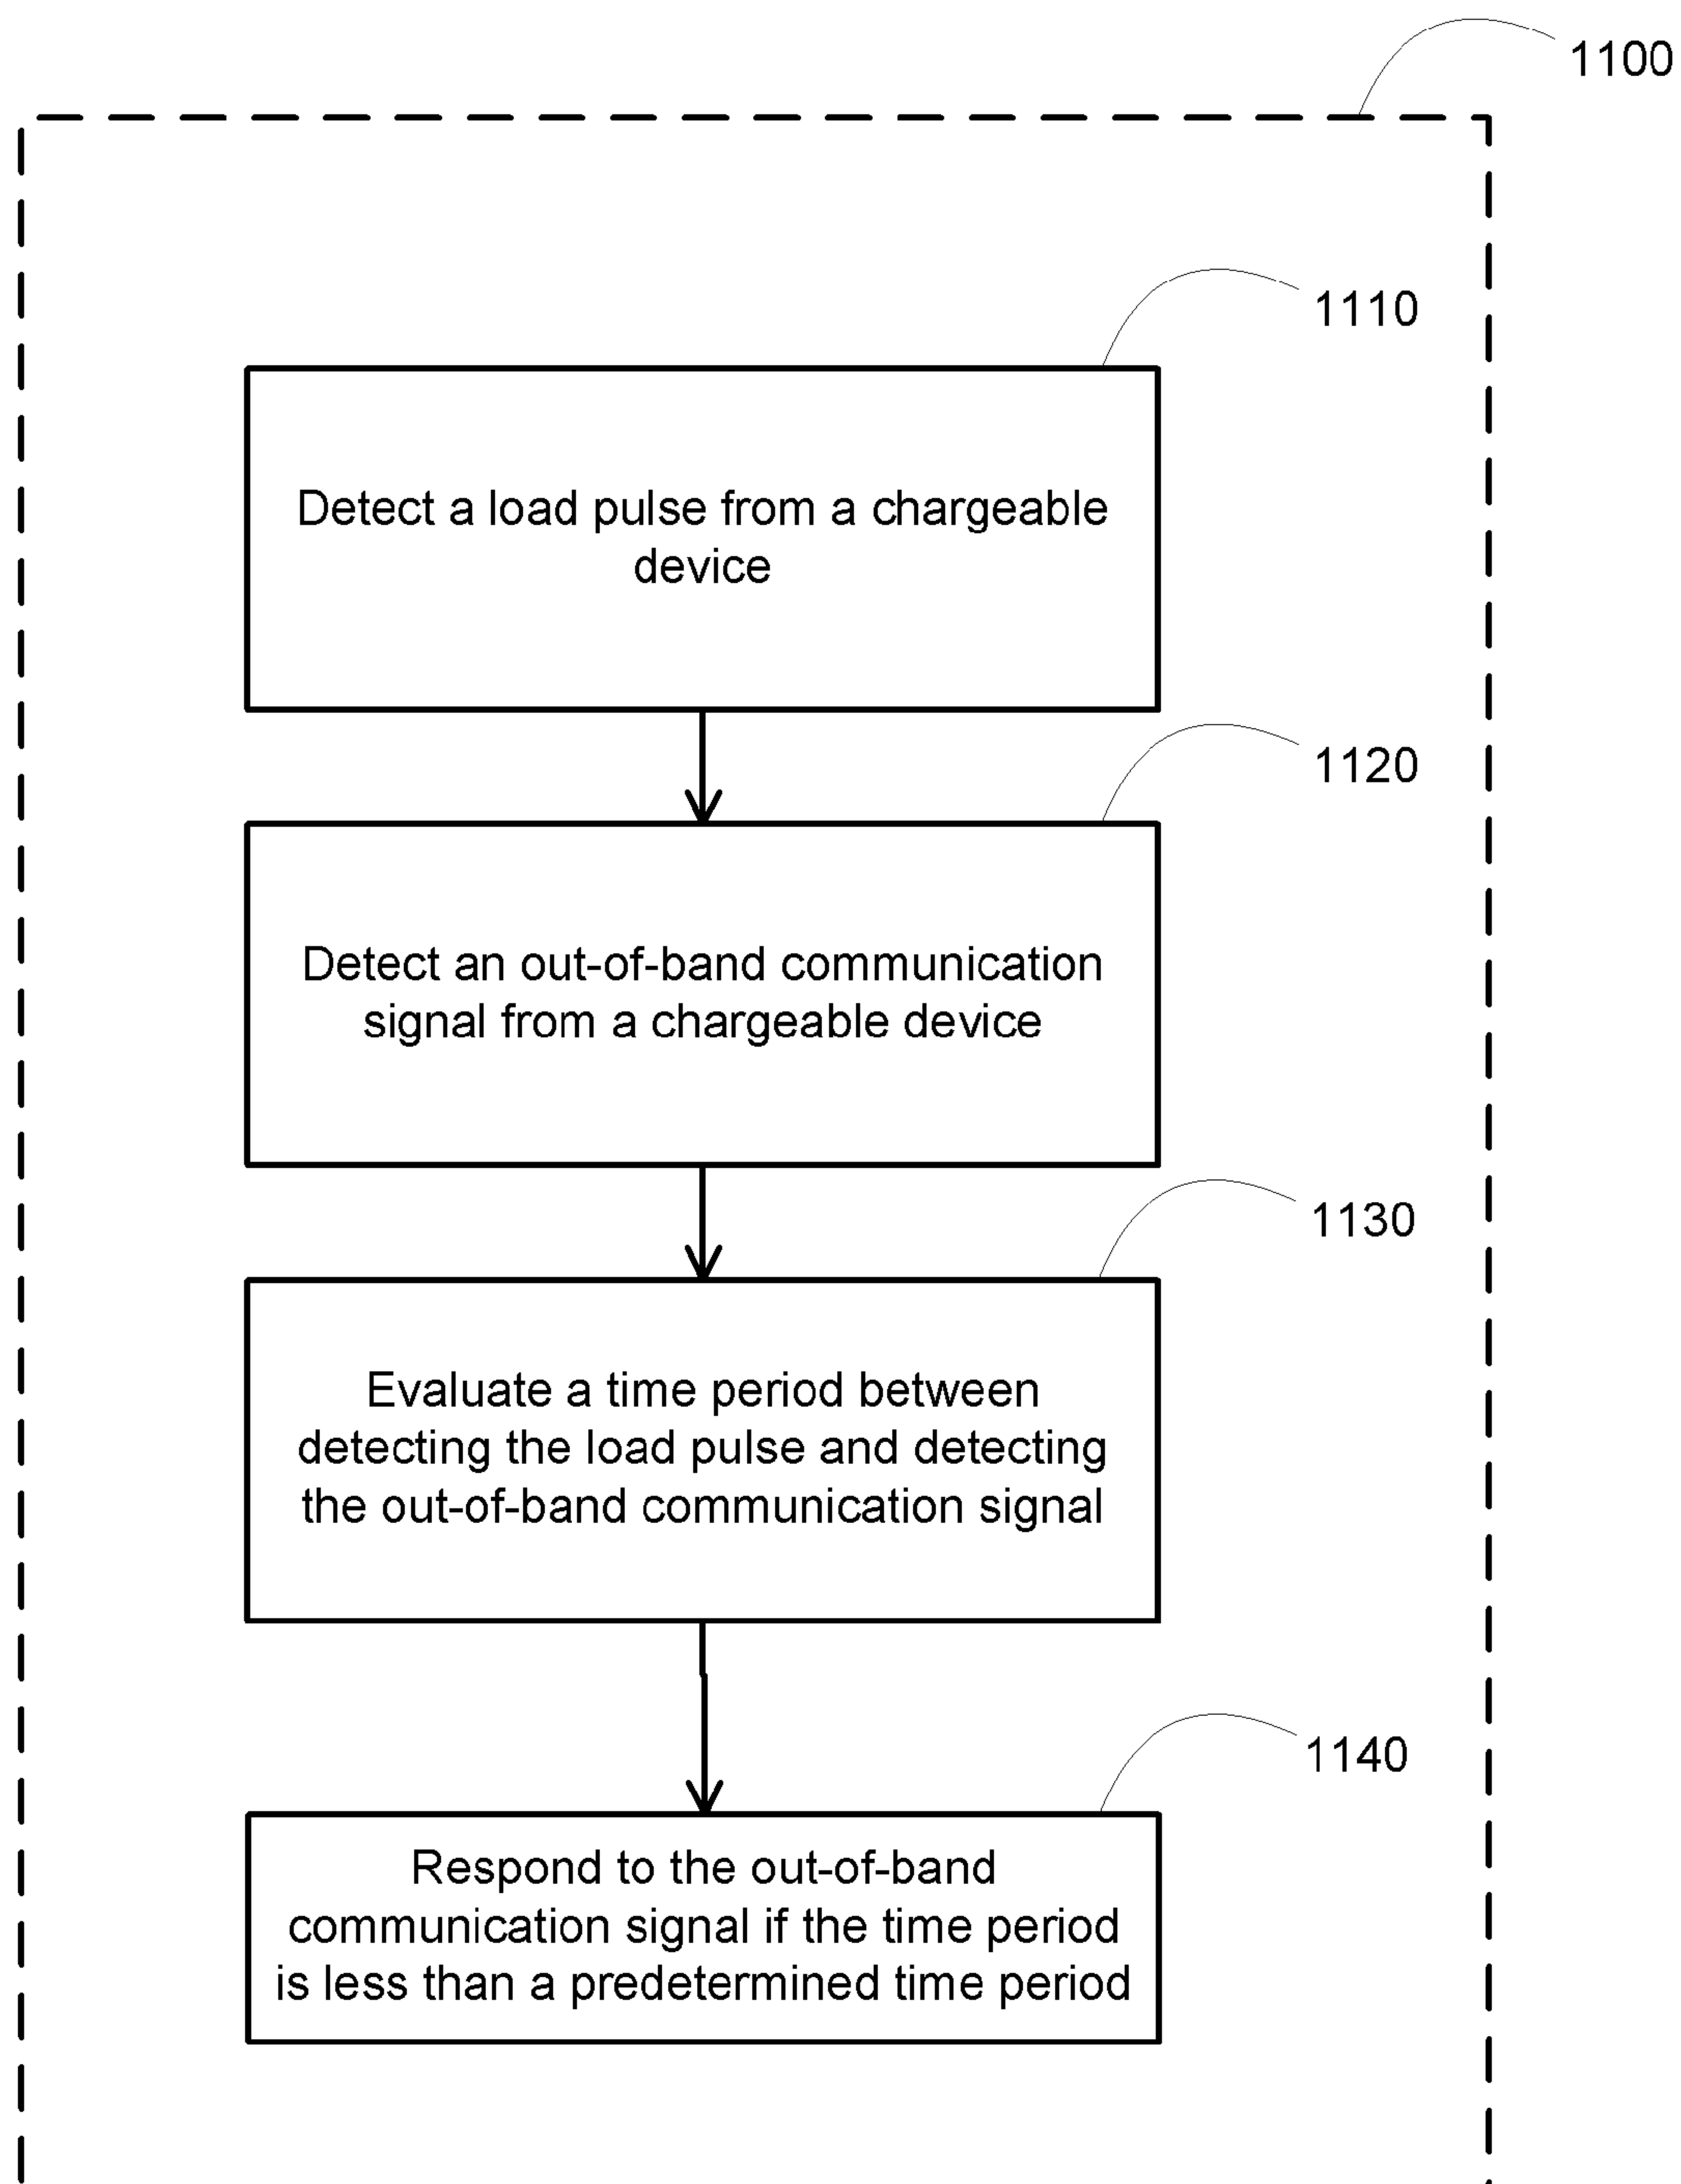 1100
1110
Detect a load pulse from a chargeable
device
1120
Detect an out-of-band communication
signal from a chargeable device
1130
Evaluate a time period between
detecting the load pulse and detecting
the out-of-band communication signal
1140
Respond to the out-of-band
communication signal if the time period
is less than a predetermined time period